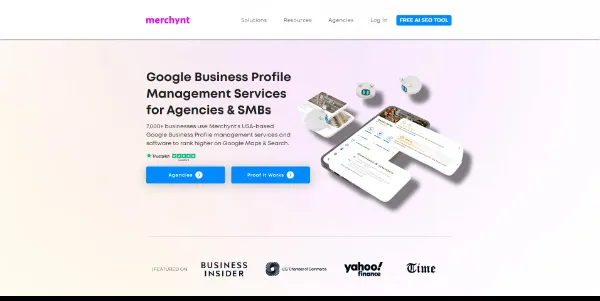 merchynt
Solutions
Resources
Agencies
Log In
FREE AI SEO TOOL
Google Business Profile
Management Services
for Agencies & SMBs
7,000+ businesses use Merchynt's USA-based
Google Business Profile management services and
software to rank higher on Google Maps & Search.
Trustpilot
Agencies
Proof It Works
FEATURED ON
BUSINESS
INSIDER
US Chamber of Commerce
yahoo!
finance
Time